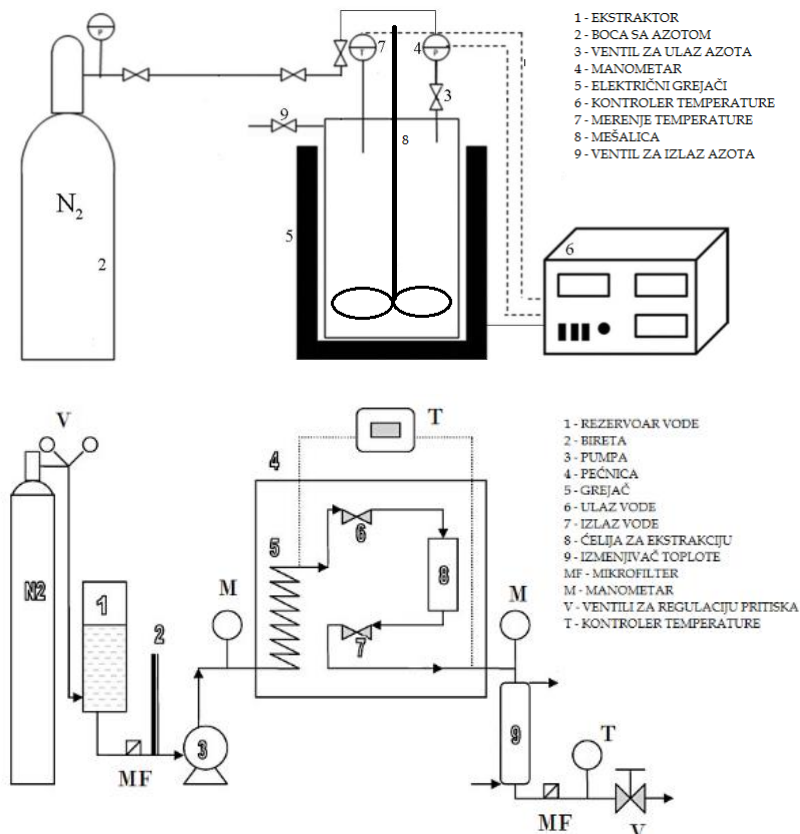 1 - EKSTRAKTOR
2 - BOCA SA AZOTOM
3 - VENTIL ZA ULAZ AZOTA
4 - MANOMETAR
5 - ELEKTRIČNI GREJAČI
6 - KONTROLER TEMPERATURE
7 - MERENJE TEMPERATURE
8 - MEŠALICA
9 - VENTIL ZA IZLAZ AZOTA
P
T
7
4
P
3
9
8
N2
2
5
6
V
T
4
1 - REZERVOAR VODE
2 - BIRETA
3 - PUMPA
4 - PEĆNICA
5 - GREJAČ
6 - ULAZ VODE
7 - IZLAZ VODE
8 - ĆELIJA ZA EKSTRAKCIJU
9 - IZMENJIVAČ TOPLOTE
MF - MIKROFILTER
M - MANOMETAR
V - VENTILI ZA REGULACIJU PRITISKA
T - KONTROLER TEMPERATURE
6
5
8
N2
1
M
M
2
7
3
9
T
MF
MF
V